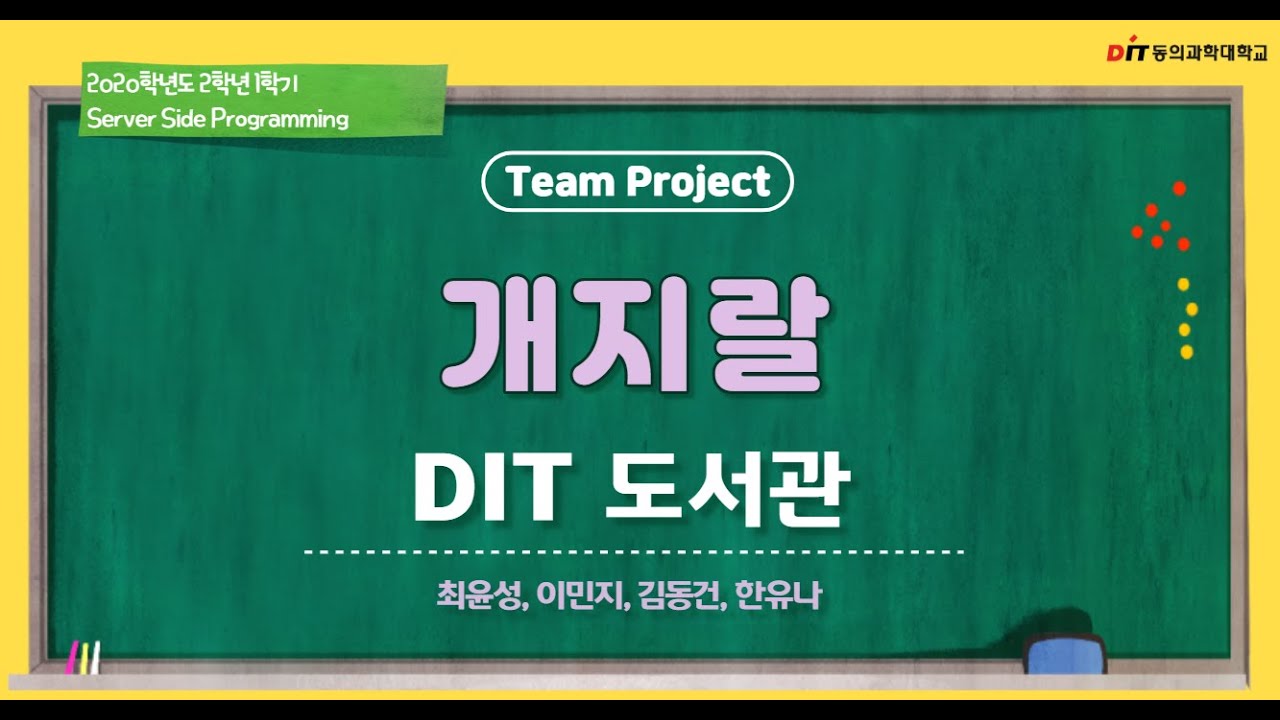 DIT 동의과학대학교
2020학년도 2학년 1학기
Server Side Programming
Team Project
개지랄
DIT 도서관
최윤성, 이민지, 김동건, 한유나